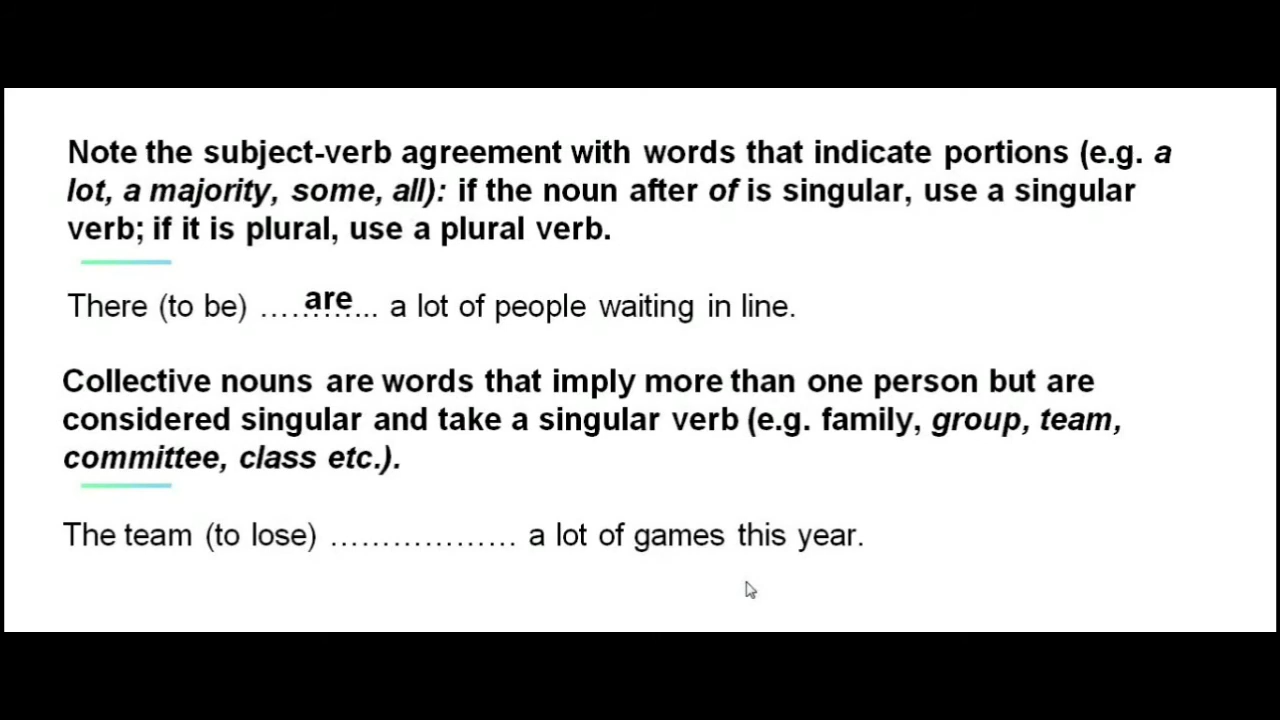 Note the subject-verb agreement with words that indicate portions (e.g. a
lot, a majority, some, all): if the noun after of is singular, use a singular
verb; if it is plural, use a plural verb.
There (to be) ….are….. a lot of people waiting in line.
Collective nouns are words that imply more than one person but are
considered singular and take a singular verb (e.g. family, group, team,
committee, class etc.).
The team (to lose) ……………… a lot of games this year.